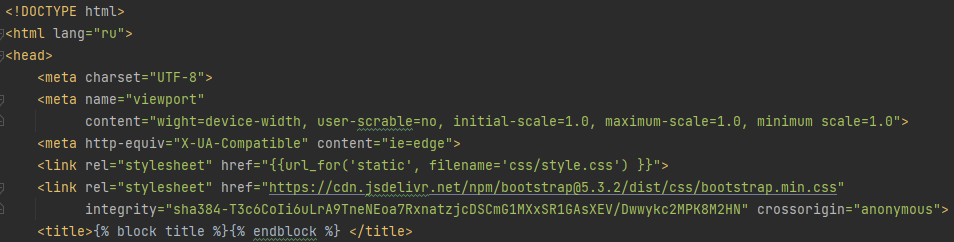 <!DOCTYPE html>
<html lang="ru">
<head>
<meta charset="UTF-8">
<meta name="viewport"
content="wight=device-width, user-scrable=no, initial-scale=1.0, maximum-scale=1.0, minimum scale=1.0">
<meta http-equiv="X-UA-Compatible" content="ie=edge">
<link rel="stylesheet" href="{{url_for('static', filename='css/style.css') }}">
<link rel="stylesheet" href="https://cdn.jsdelivr.net/npm/bootstrap@5.3.2/dist/css/bootstrap.min.css"
integrity="sha384-T3c6CoIi6uLrA9TneNEoa7RxnatzjcDSCmG1MXxSR1GAsXEV/Dwwykc2MPK8M2HN" crossorigin="anonymous">
<title>{% block title %}{% endblock %} </title>